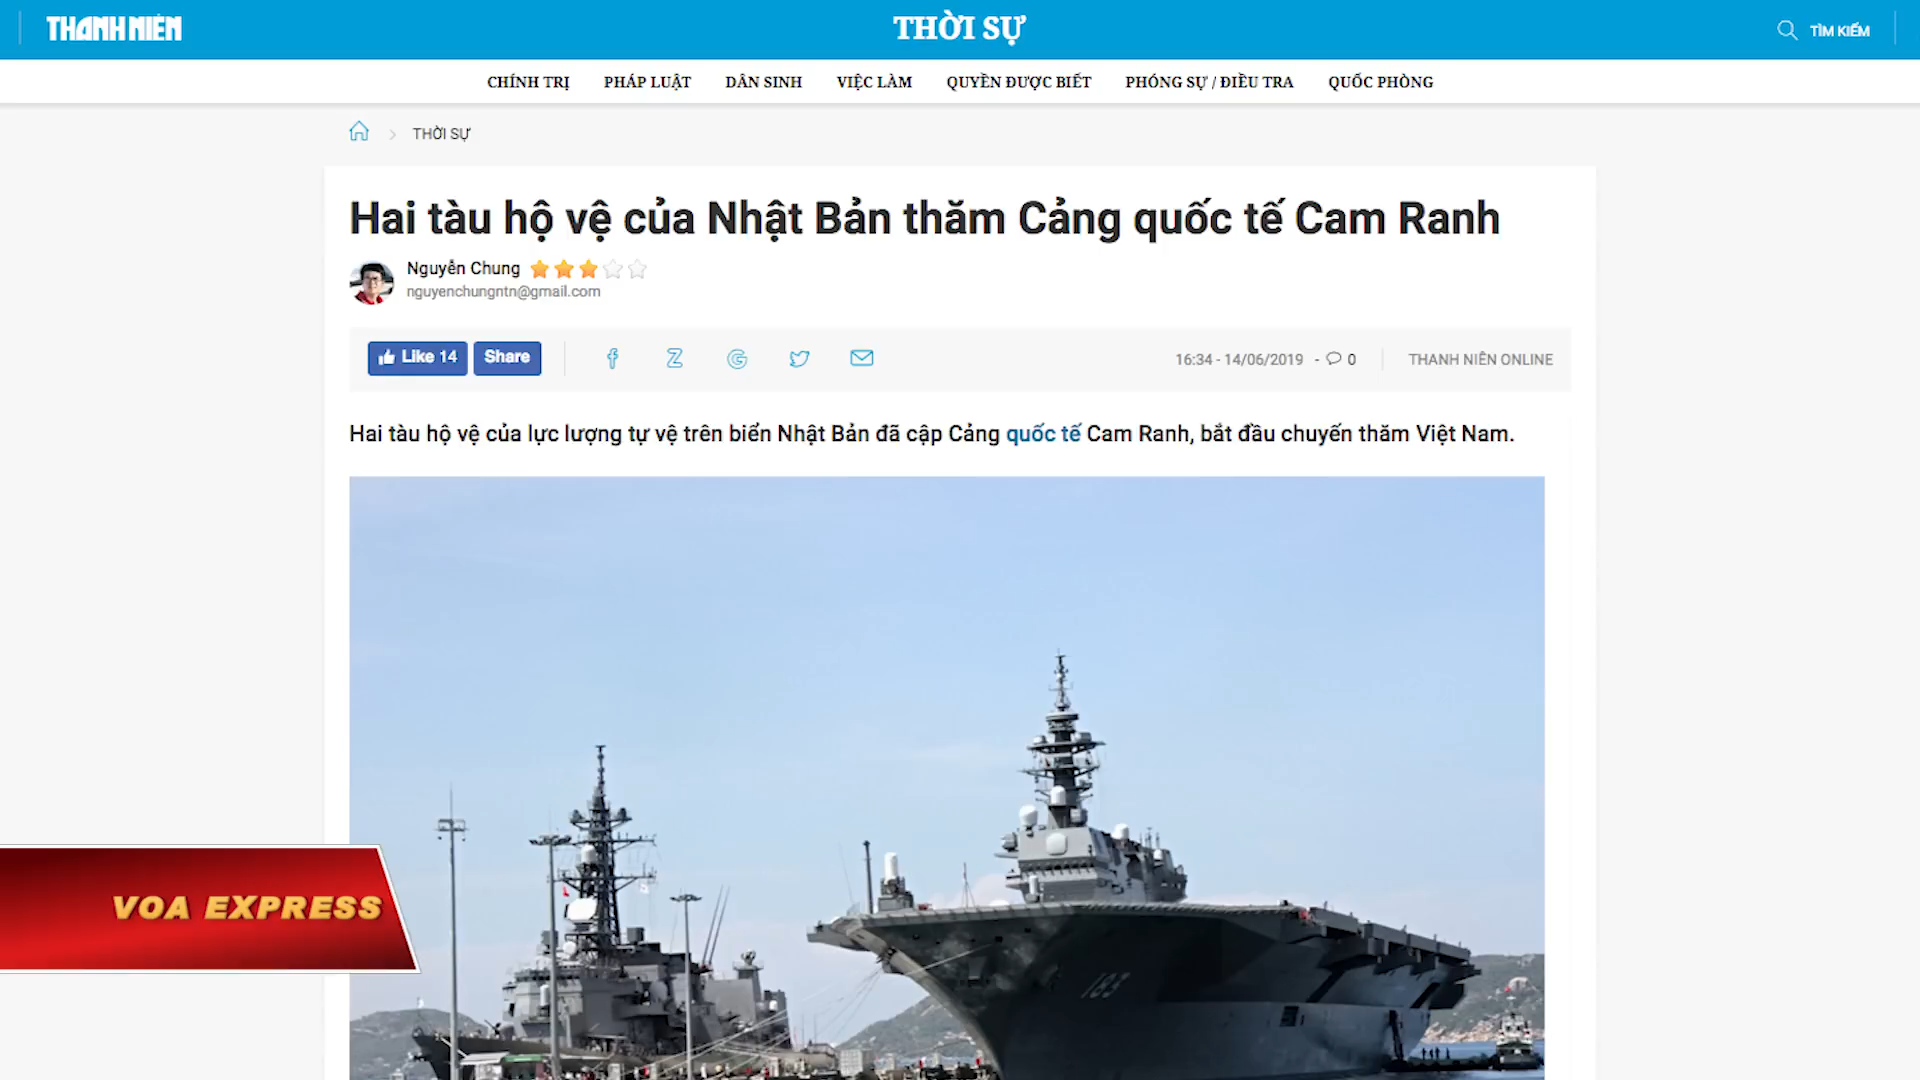 THANH NIÊN
THỜI SỰ
TÌM KIẾM
CHÍNH TRỊ PHÁP LUẬT DÂN SINH VIỆC LÀM QUYỀN ĐƯỢC BIẾT PHÓNG SỰ / ĐIỀU TRA QUỐC PHÒNG
THỜI SỰ
Hai tàu hộ vệ của Nhật Bản thăm Cảng quốc tế Cam Ranh
Nguyễn Chung
nguyenchungntn@gmail.com
Like 14 Share
16:34 - 14/06/2019 - 0 THANH NIÊN ONLINE
Hai tàu hộ vệ của lực lượng tự vệ trên biển Nhật Bản đã cập Cảng quốc tế Cam Ranh, bắt đầu chuyến thăm Việt Nam.
183
VOA EXPRESS